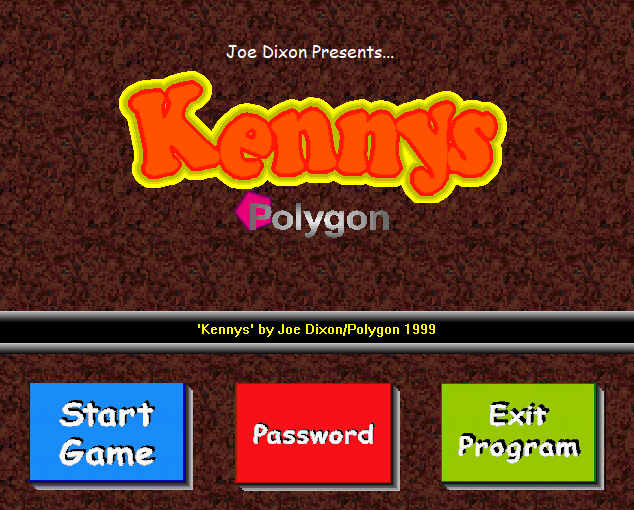 Joe Dixon Presents...
Kennys
Polygon
'Kennys' by Joe Dixon/Polygon 1999
Start
Game
Password
Exit
Program